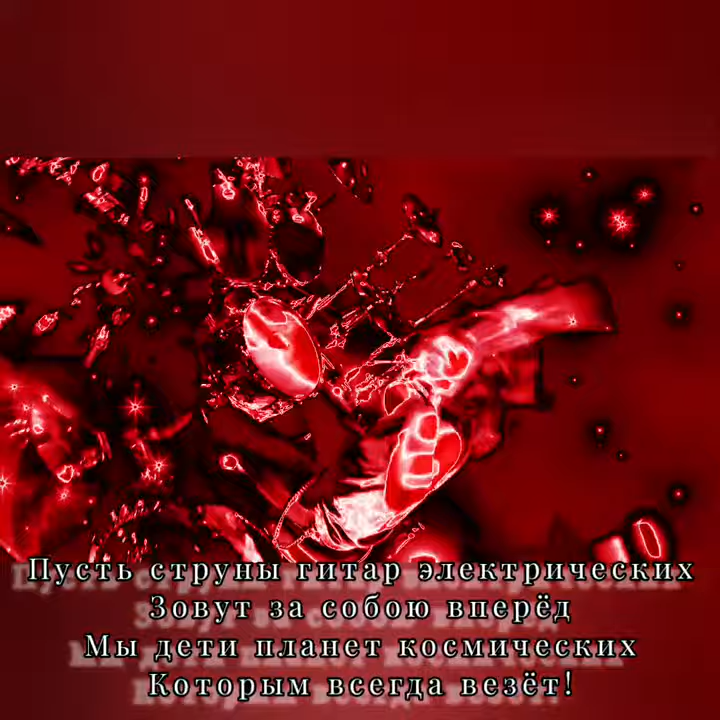 Пусть струны гитар электрических
Зовут за собою вперёд
Мы дети планет космических
Которым всегда везёт!